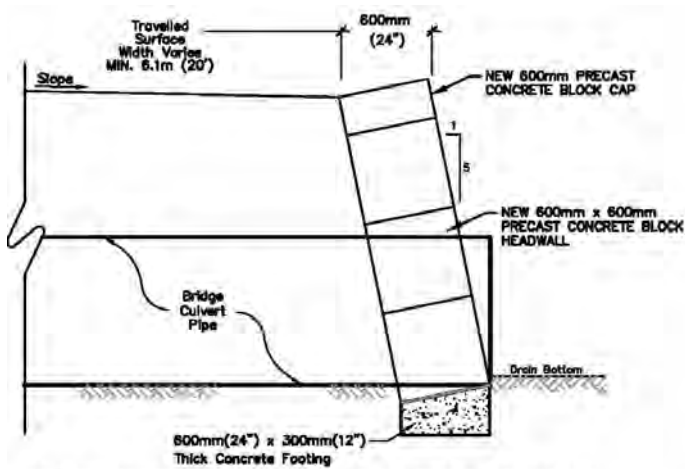 Travelled
Surface
Width Varies
MIN. 6.1m (20')
600mm
(24")
Slope
NEW 600mm PRECAST
CONCRETE BLOCK CAP
1
5
NEW 600mm x 600mm
PRECAST CONCRETE BLOCK
HEADWALL
Bridge
Culvert
Pipe
Drain Bottom
600mm(24") x 300mm(12")
Thick Concrete Footing